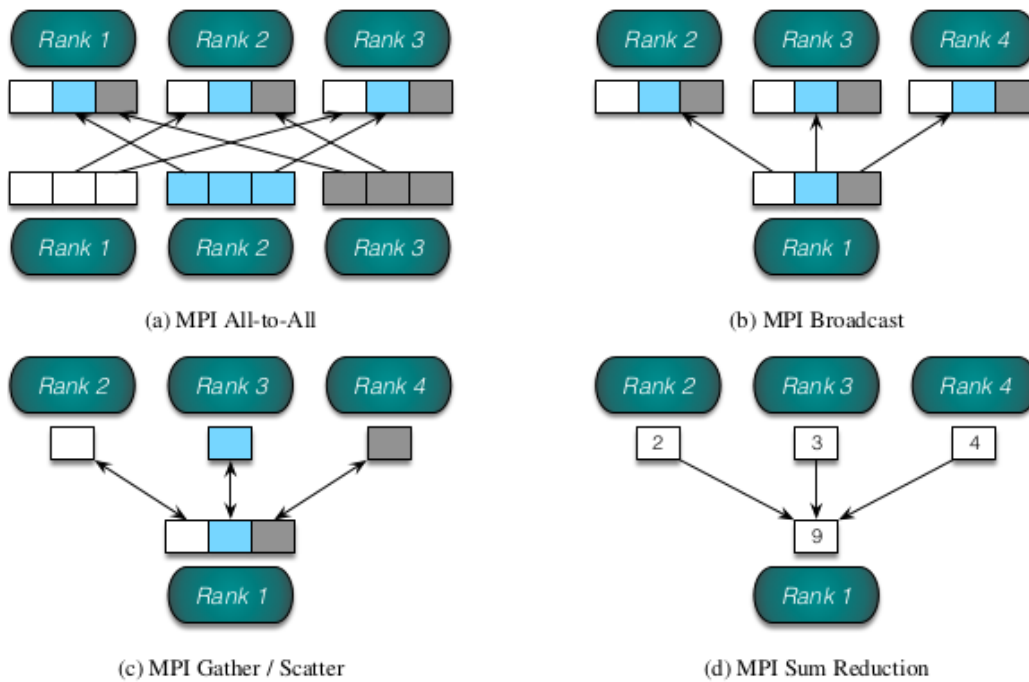 Rank 1 Rank 2 Rank 3
Rank 1 Rank 2 Rank 3
(a) MPI All-to-All
Rank 2 Rank 3 Rank 4
Rank 1
(b) MPI Broadcast
Rank 2 Rank 3 Rank 4
Rank 1
(c) MPI Gather / Scatter
Rank 2 Rank 3 Rank 4
2 3 4
9
Rank 1
(d) MPI Sum Reduction